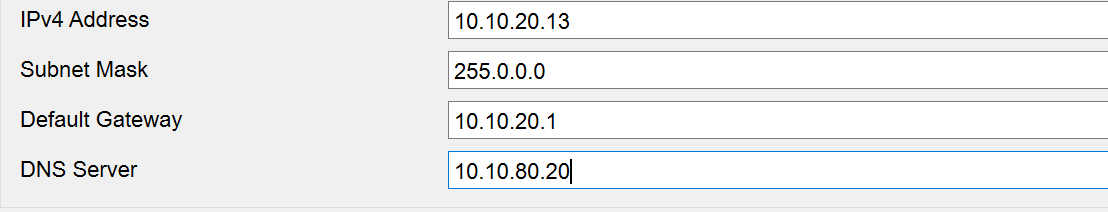 IPv4 Address 10.10.20.13
Subnet Mask 255.0.0.0
Default Gateway 10.10.20.1
DNS Server 10.10.80.20